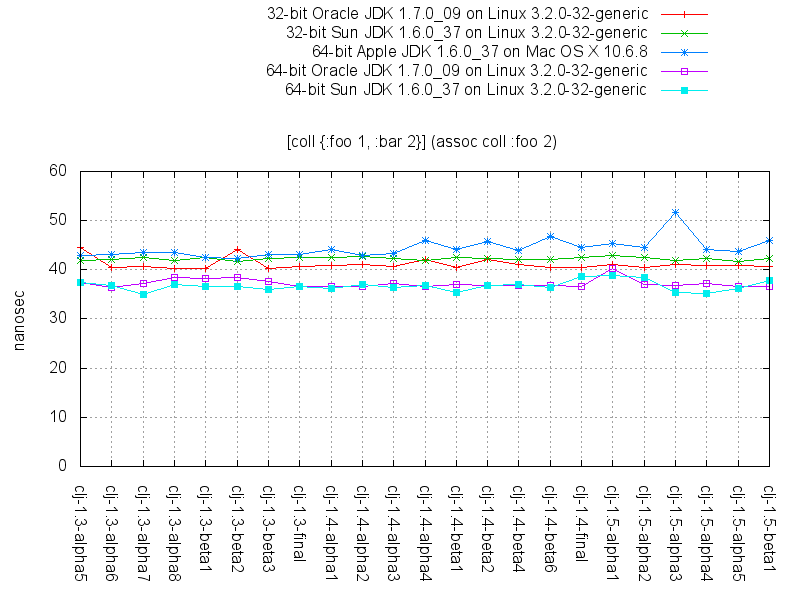 32-bit Oracle JDK 1.7.0_09 on Linux 3.2.0-32-generic
32-bit Sun JDK 1.6.0_37 on Linux 3.2.0-32-generic
64-bit Apple JDK 1.6.0_37 on Mac OS X 10.6.8
64-bit Oracle JDK 1.7.0_09 on Linux 3.2.0-32-generic
64-bit Sun JDK 1.6.0_37 on Linux 3.2.0-32-generic
[coll {:foo 1, :bar 2}] (assoc coll :foo 2)
60
50
40
30
20
10
0
nanosec
clj-1.3-alpha5
clj-1.3-alpha6
clj-1.3-alpha7
clj-1.3-alpha8
clj-1.3-beta1
clj-1.3-beta2
clj-1.3-beta3
clj-1.3-final
clj-1.4-alpha1
clj-1.4-alpha2
clj-1.4-alpha3
clj-1.4-alpha4
clj-1.4-beta1
clj-1.4-beta2
clj-1.4-beta4
clj-1.4-beta6
clj-1.4-final
clj-1.5-alpha1
clj-1.5-alpha2
clj-1.5-alpha3
clj-1.5-alpha4
clj-1.5-alpha5
clj-1.5-beta1